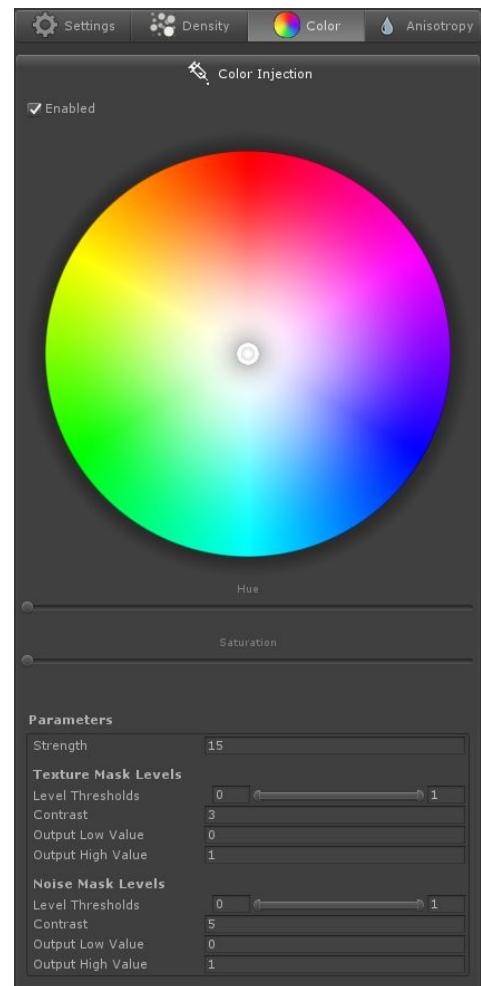 Settings Density Color Anisotropy
Color Injection
Enabled
Hue
Saturation
Parameters
Strength 15
Texture Mask Levels
Level Thresholds 0 1
Contrast 3
Output Low Value 0
Output High Value 1
Noise Mask Levels
Level Thresholds 0 1
Contrast 5
Output Low Value 0
Output High Value 1